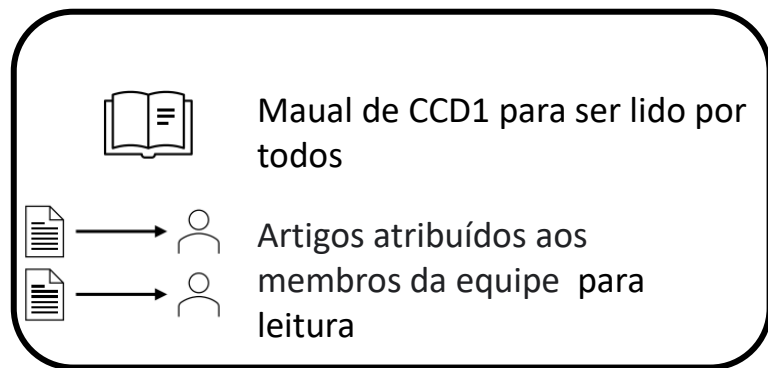 Maual de CCD1 para ser lido por
todos
Artigos atribuídos aos
membros da equipe para
leitura